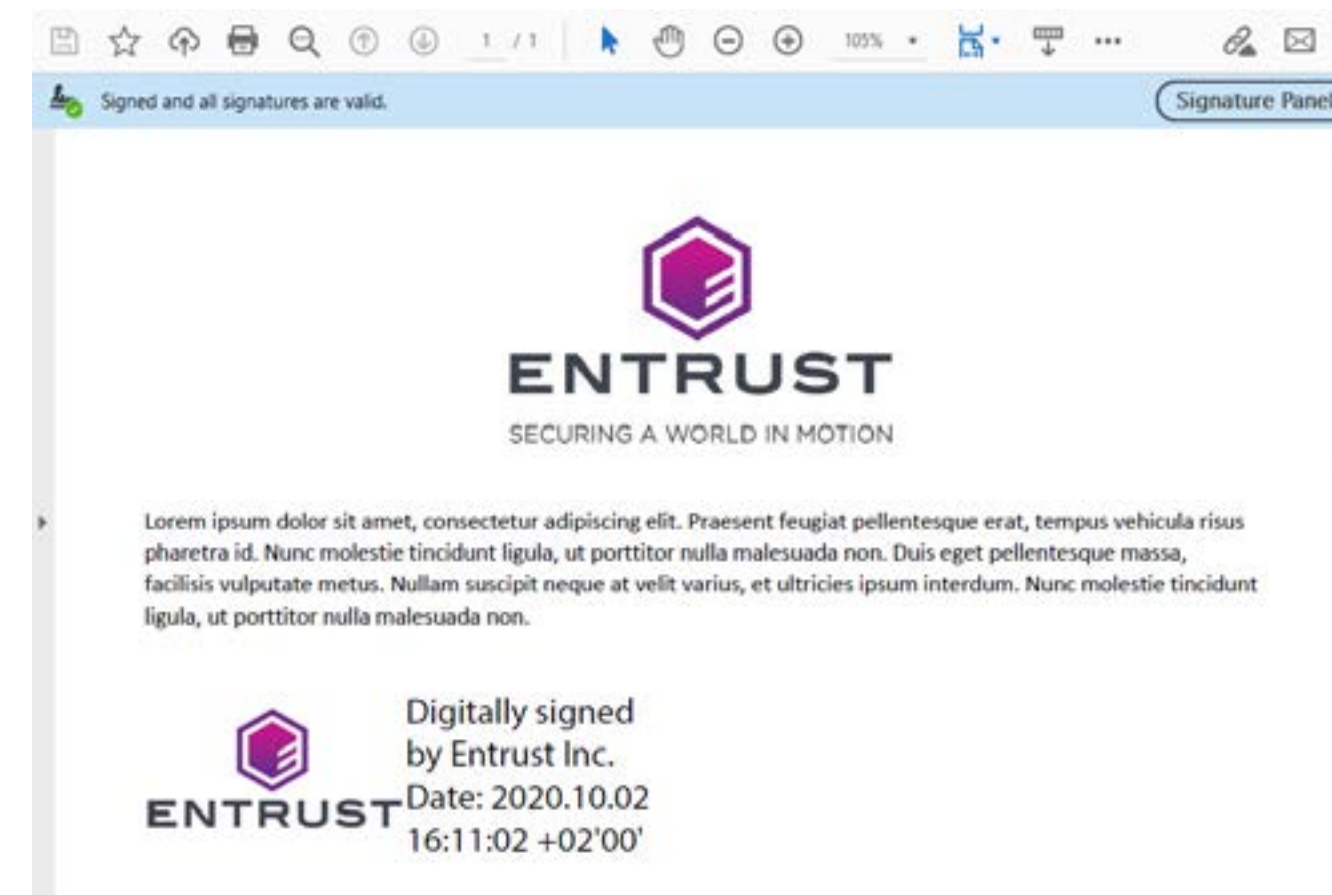 1 / 1 105%
Signed and all signatures are valid.
Signature Panel
ENTRUST
SECURING A WORLD IN MOTION
Lorem ipsum dolor sit amet, consectetur adipiscing elit. Praesent feugiat pellentesque erat, tempus vehicula risus
pharetra id. Nunc molestie tincidunt ligula, ut porttitor nulla malesuada non. Duis eget pellentesque massa,
facilisis vulputate metus. Nullam suscipit neque at velit varius, et ultricies ipsum interdum. Nunc molestie tincidunt
ligula, ut porttitor nulla malesuada non.
ENTRUST
Digitally signed
by Entrust Inc.
Date: 2020.10.02
16:11:02 +02'00'